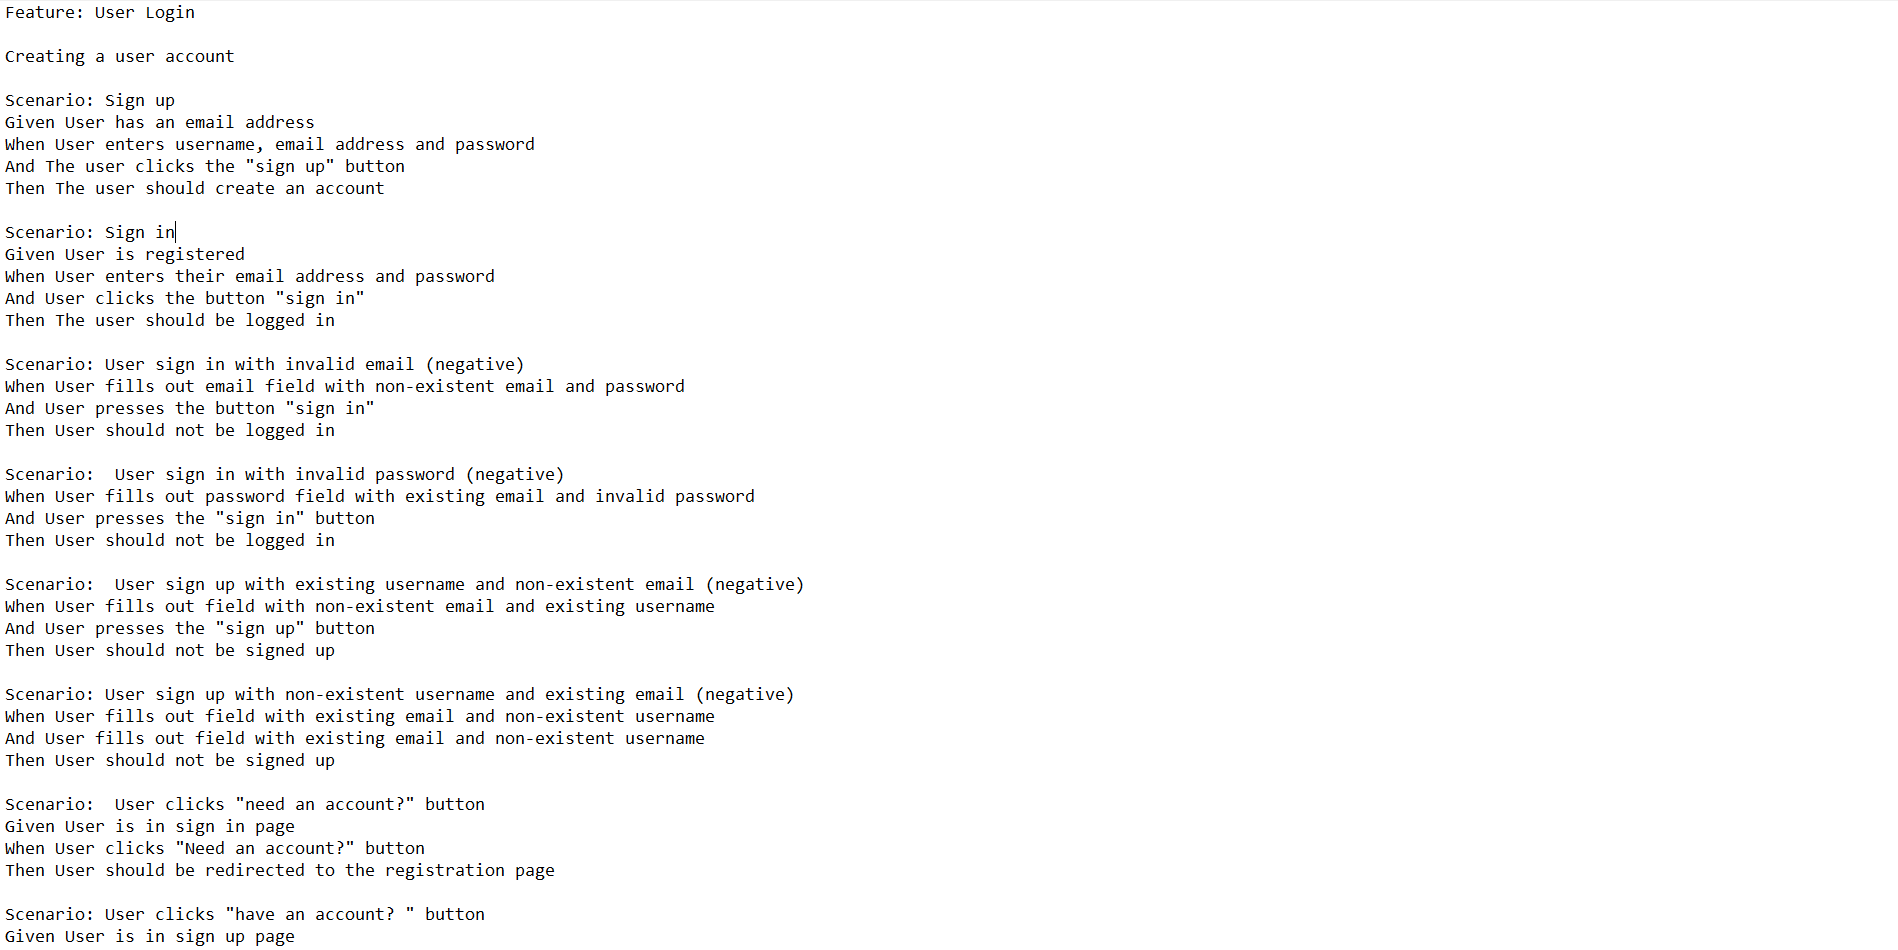 Feature: User Login
Creating a user account
Scenario: Sign up
Given User has an email address
When User enters username, email address and password
And The user clicks the "sign up" button
Then The user should create an account
Scenario: Sign in
Given User is registered
When User enters their email address and password
And User clicks the button "sign in"
Then The user should be logged in
Scenario: User sign in with invalid email (negative)
When User fills out email field with non-existent email and password
And User presses the button "sign in"
Then User should not be logged in
Scenario:  User sign in with invalid password (negative)
When User fills out password field with existing email and invalid password
And User presses the "sign in" button
Then User should not be logged in
Scenario:  User sign up with existing username and non-existent email (negative)
When User fills out field with non-existent email and existing username
And User presses the "sign up" button
Then User should not be signed up
Scenario: User sign up with non-existent username and existing email (negative)
When User fills out field with existing email and non-existent username
And User fills out field with existing email and non-existent username
Then User should not be signed up
Scenario:  User clicks "need an account?" button
Given User is in sign in page
When User clicks "Need an account?" button
Then User should be redirected to the registration page
Scenario: User clicks "have an account? " button
Given User is in sign up page